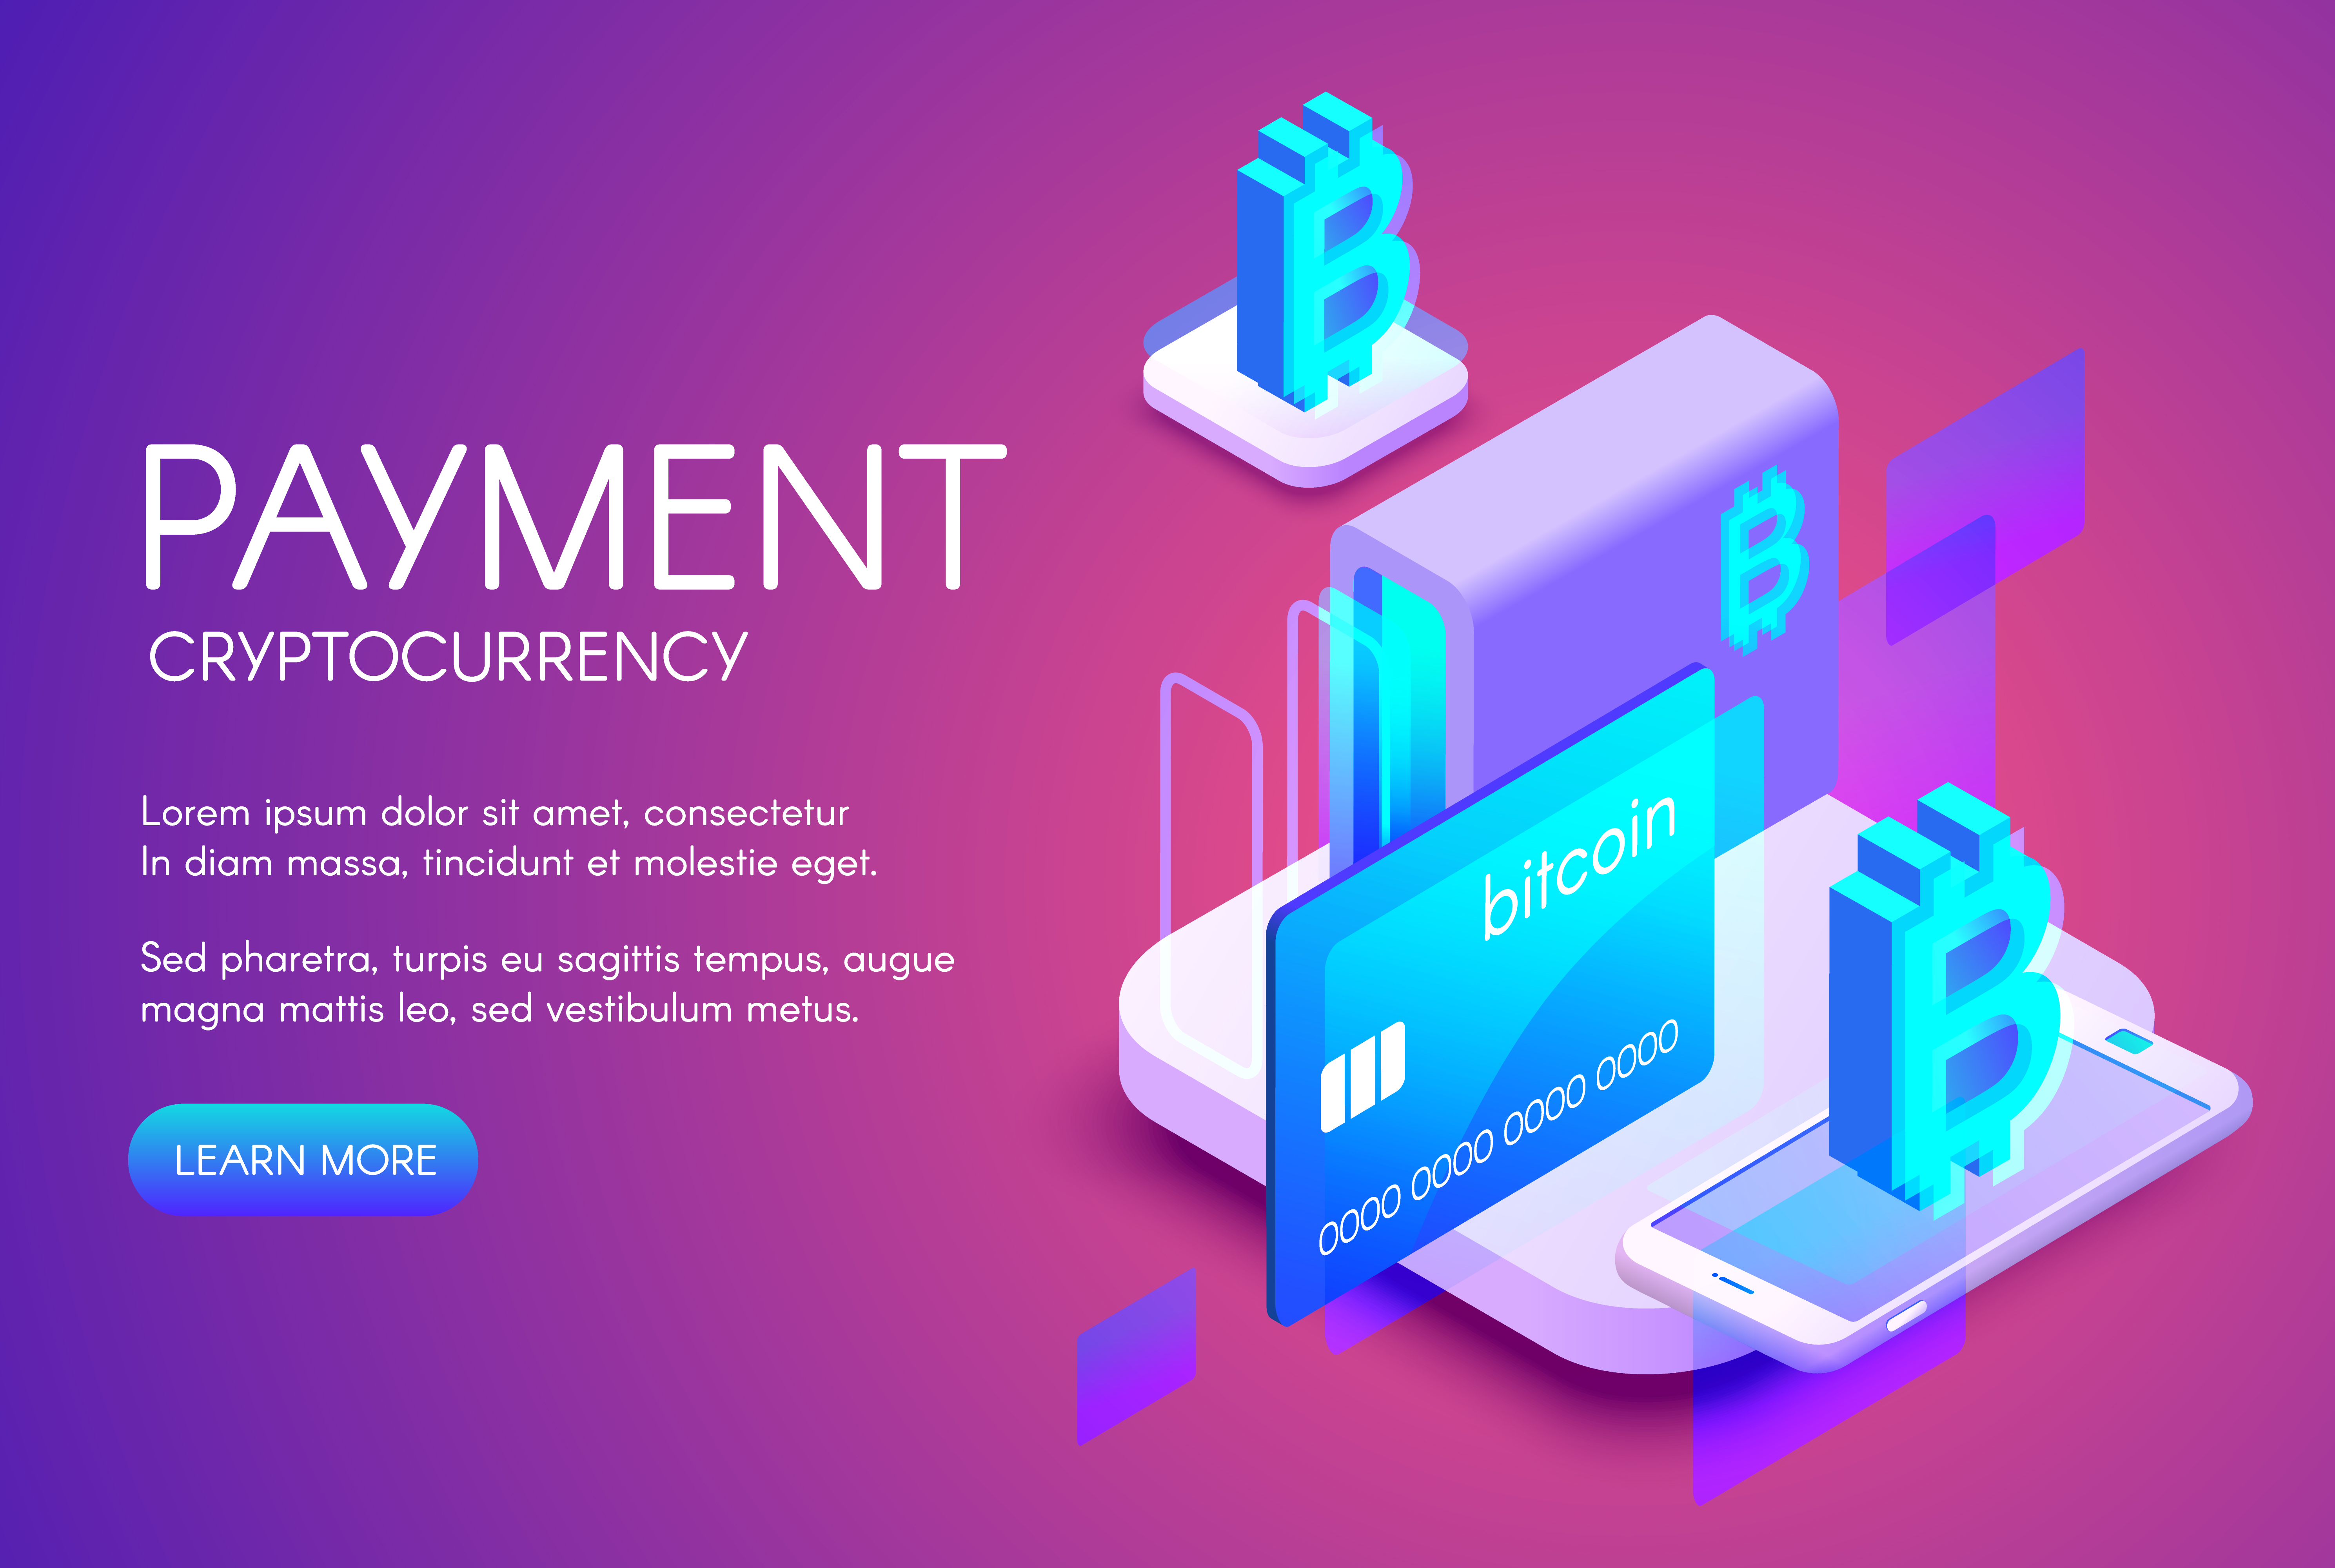 PAYMENT
CRYPTOCURRENCY
Lorem ipsum dolor sit amet, consectetur
In diam massa, tincidunt et molestie eget.
Sed pharetra, turpis eu sagittis tempus, augue
magna mattis leo, sed vestibulum metus.
LEARN MORE
bitcoin
0000 0000 0000 0000